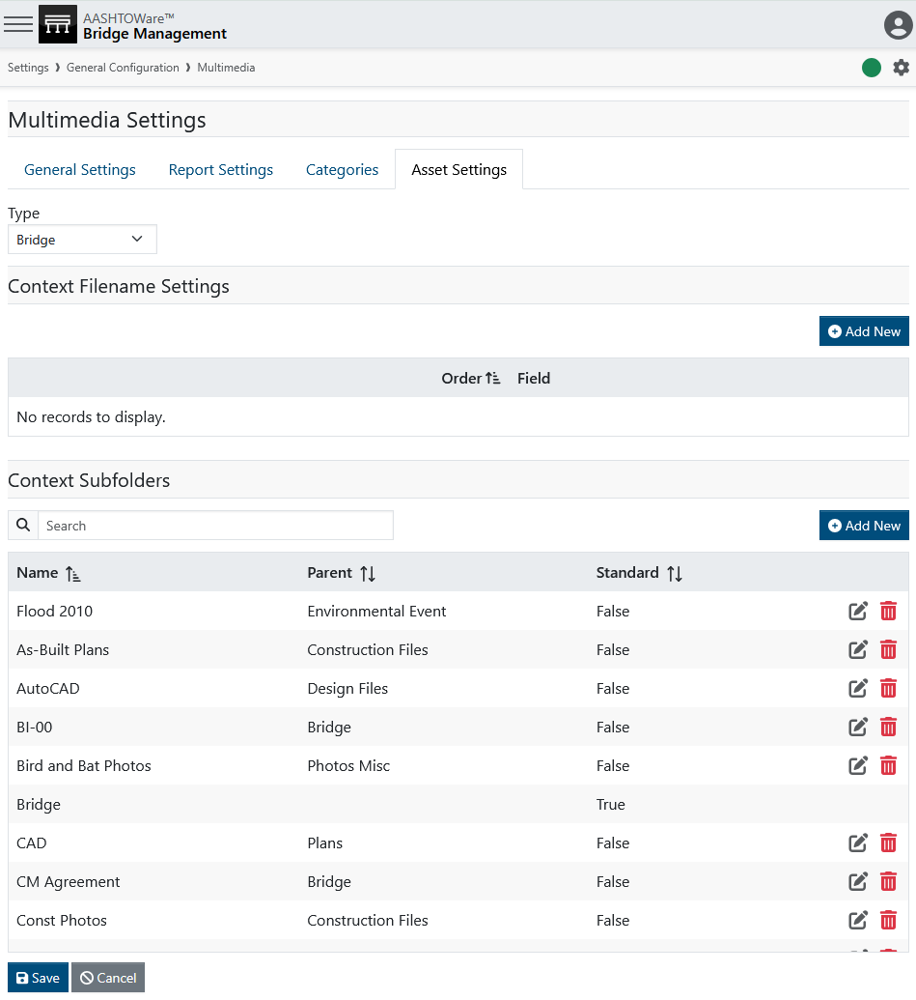 AASHTOWare™
Bridge Management
Settings ❯ General Configuration ❯ Multimedia
Multimedia Settings
General Settings Report Settings Categories Asset Settings
Type
Bridge
Context Filename Settings
Add New
Order Field
No records to display.
Context Subfolders
Search Add New
Name Parent Standard
Flood 2010 Environmental Event False
As-Built Plans Construction Files False
AutoCAD Design Files False
BI-00 Bridge False
Bird and Bat Photos Photos Misc False
Bridge True
CAD Plans False
CM Agreement Bridge False
Const Photos Construction Files False
Save Cancel